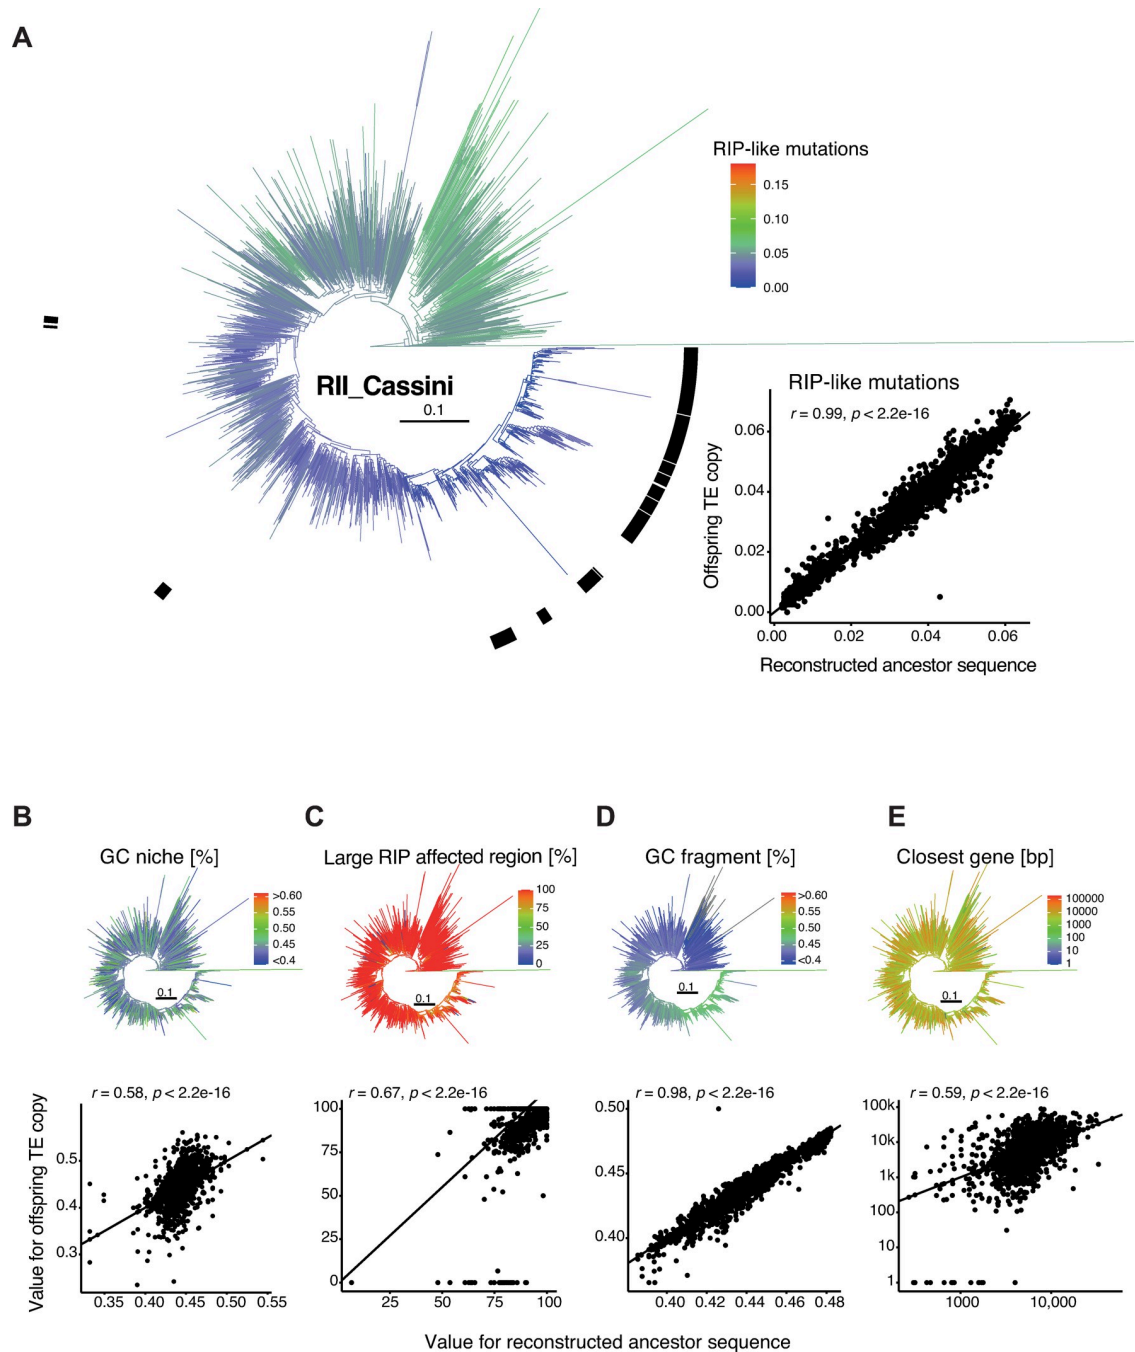 A
RIP-like mutations
0.15
0.10
0.05
0.00
RII_Cassini
0.1
RIP-like mutations
r = 0.99, p < 2.2e-16
Offspring TE copy
0.06
0.04
0.02
0.00
0.00 0.02 0.04 0.06
Reconstructed ancestor sequence
B
GC niche [%]
>0.60
0.55
0.50
0.45
<0.4
0.1
r = 0.58, p < 2.2e-16
0.5
0.4
0.3
0.35 0.40 0.45 0.50 0.55
C
Large RIP affected region [%]
100
75
50
25
0
0.1
r = 0.67, p < 2.2e-16
100
75
50
25
0
25 50 75 100
D
GC fragment [%]
>0.60
0.55
0.50
0.45
<0.4
0.1
r = 0.98, p < 2.2e-16
0.50
0.45
0.40
0.40 0.42 0.44 0.46 0.48
E
Closest gene [bp]
100000
10000
1000
100
10
1
0.1
r = 0.59, p < 2.2e-16
100k
10k
1k
100
10
1
1000 10,000
Value for offspring TE copy
Value for reconstructed ancestor sequence